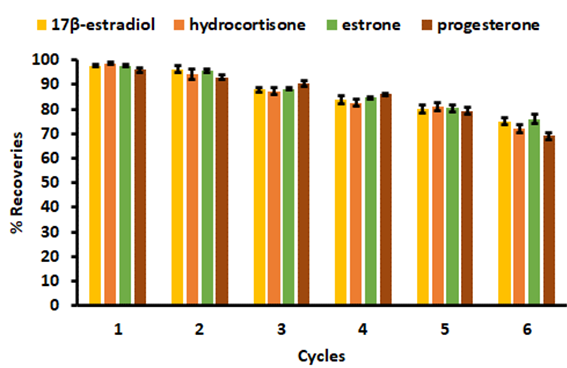 17β-estradiol hydrocortisone estrone progesterone
% Recoveries
100
90
80
70
60
50
40
30
20
10
0
1 2 3 4 5 6
Cycles